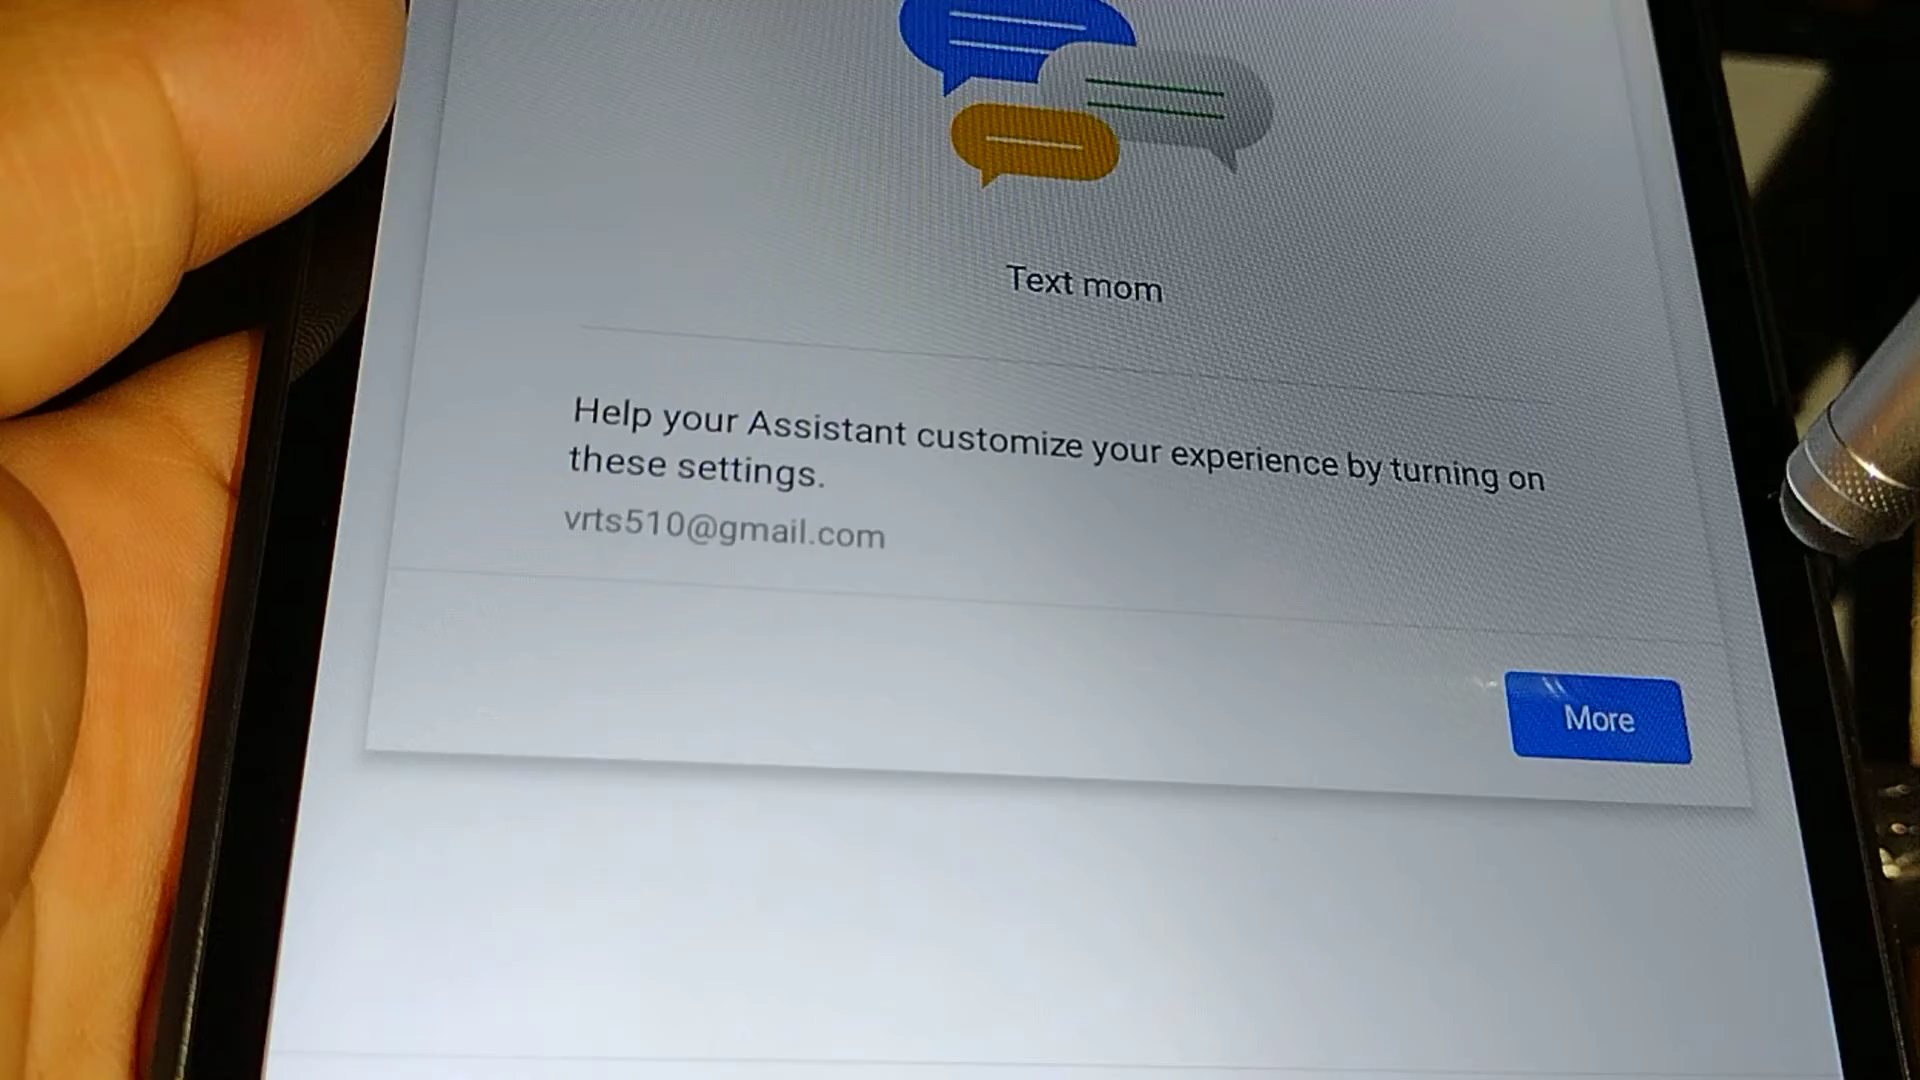 Text mom
Help your Assistant customize your experience by turning on
these settings.
vrts510@gmail.com
More